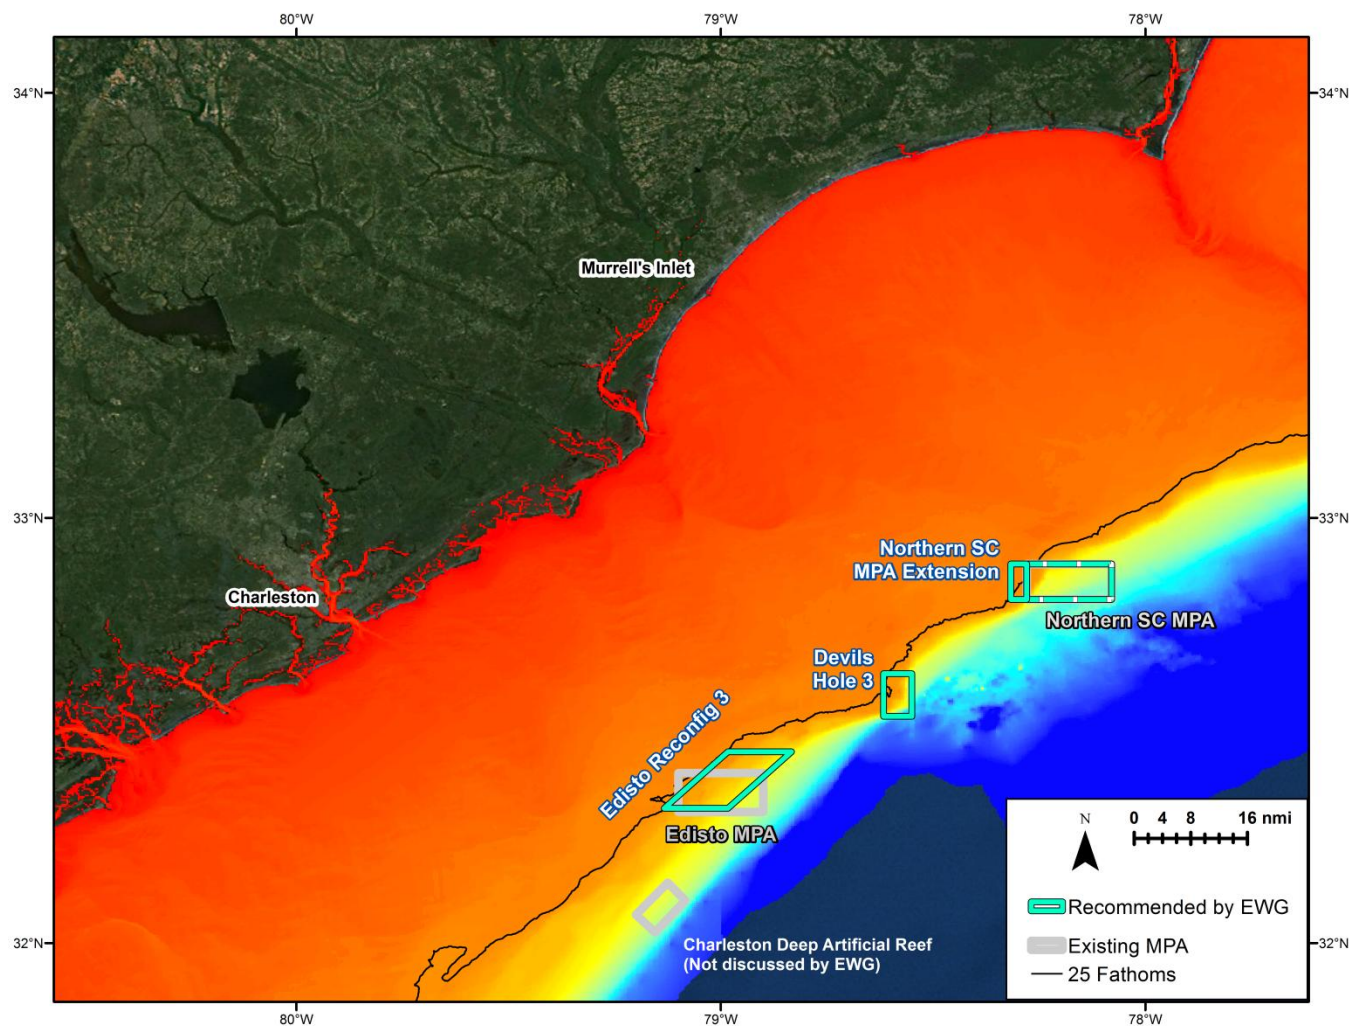 80°W
79°W
78°W
34°N
34°N
Murrell's Inlet
33°N
33°N
Northern SC
MPA Extension
Charleston
Northern SC MPA
Devils
Hole 3
Edisto Reconfig 3
Edisto MPA
N
0 4 8 16 nmi
Recommended by EWG
Existing MPA
25 Fathoms
32°N
32°N
Charleston Deep Artificial Reef
(Not discussed by EWG)
80°W
79°W
78°W